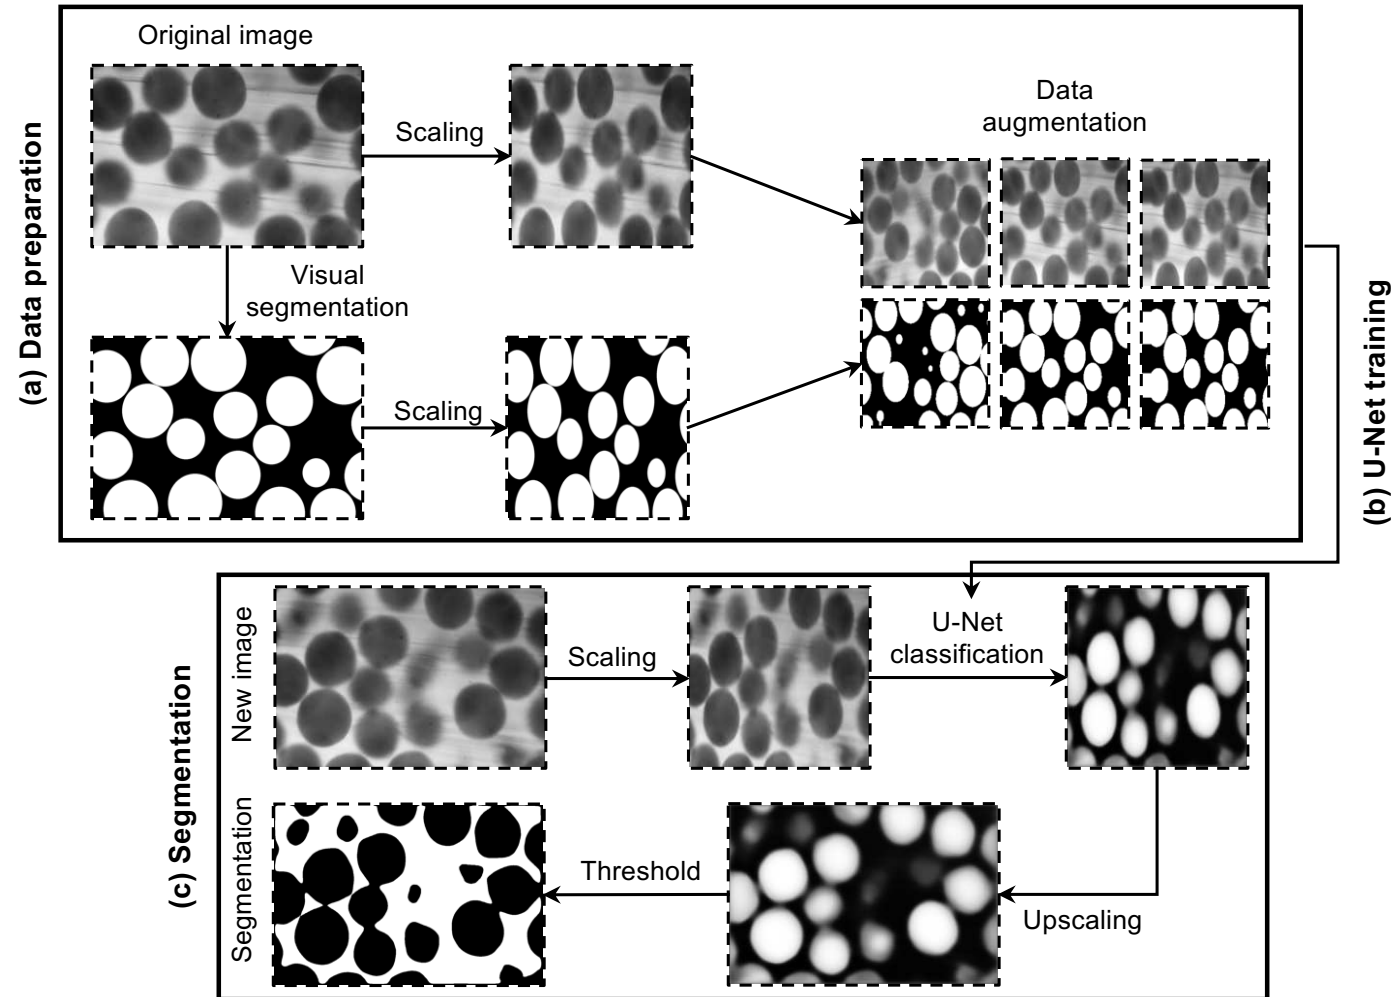 Original image
Scaling
Data
augmentation
Visual
segmentation
Scaling
(a) Data preparation
(b) U-Net training
New image
Scaling
U-Net
classification
(c) Segmentation
Segmentation
Threshold
Upscaling